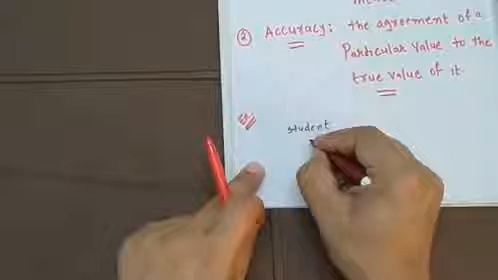 ② Accuracy: the agreement of a
Particular value to the
true value of it.
student